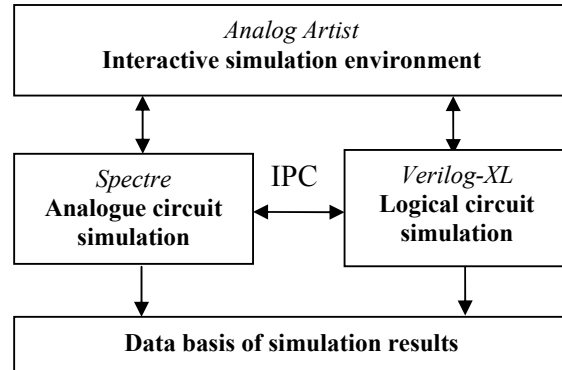 Analog Artist
Interactive simulation environment
Spectre
Analogue circuit
simulation
IPC
Verilog-XL
Logical circuit
simulation
Data basis of simulation results